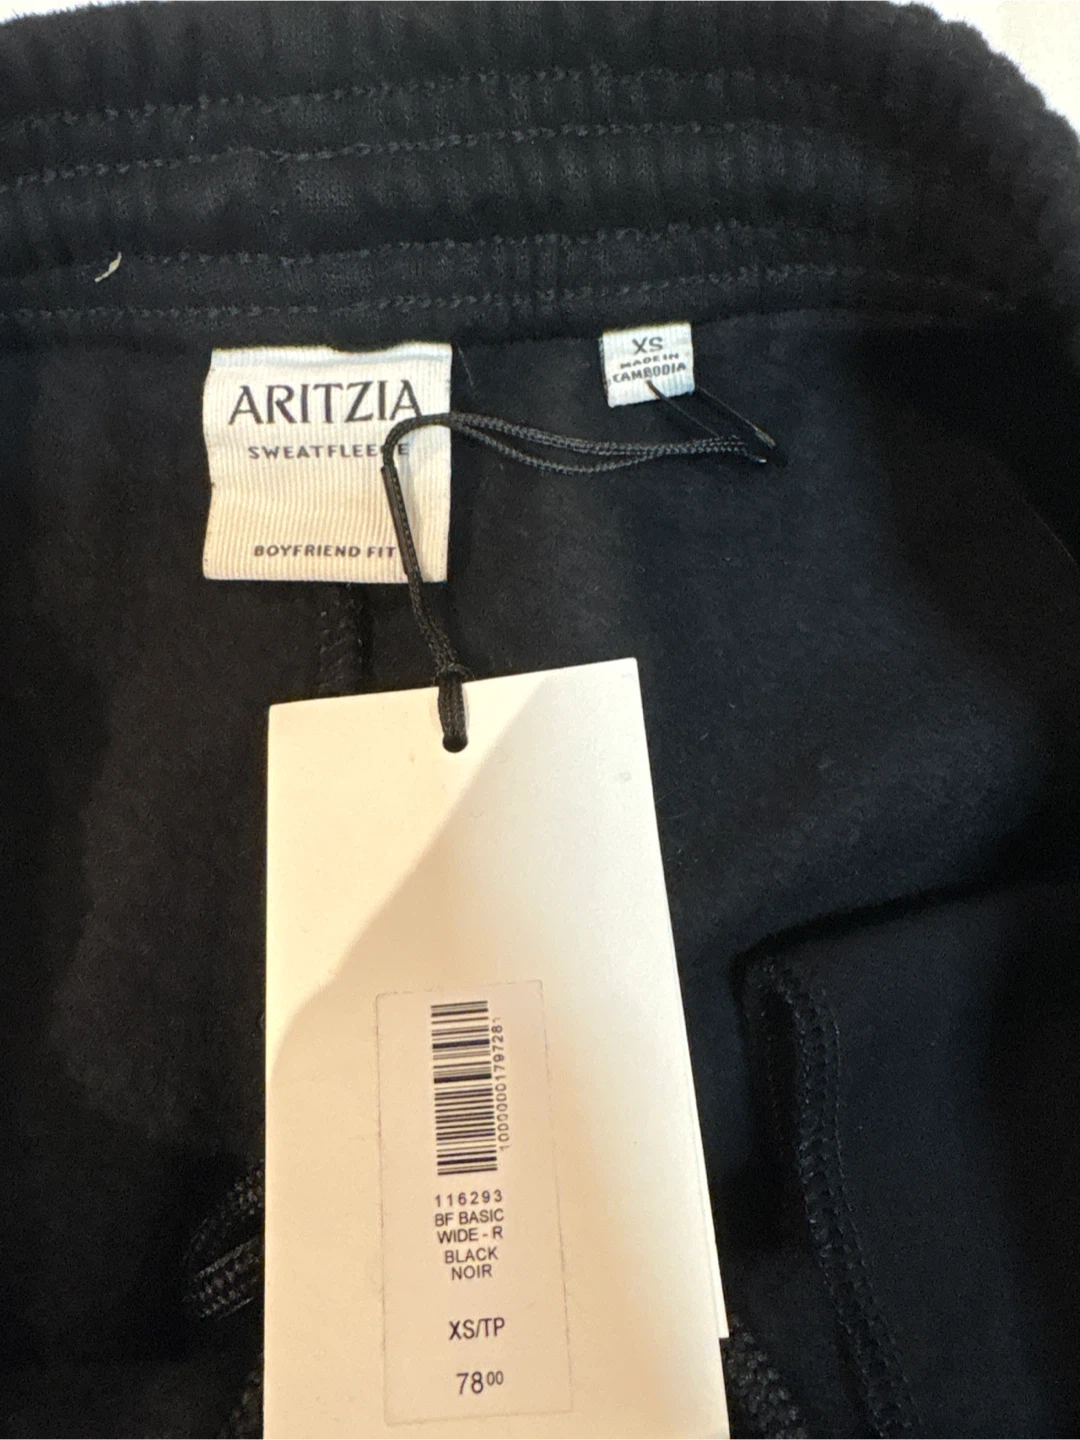 ARITZIA
SWEATFLEECE
BOYFRIEND FIT
XS
MADE IN
CAMBODIA
116293
BF BASIC
WIDE - R
BLACK
NOIR
XS/TP
78 00